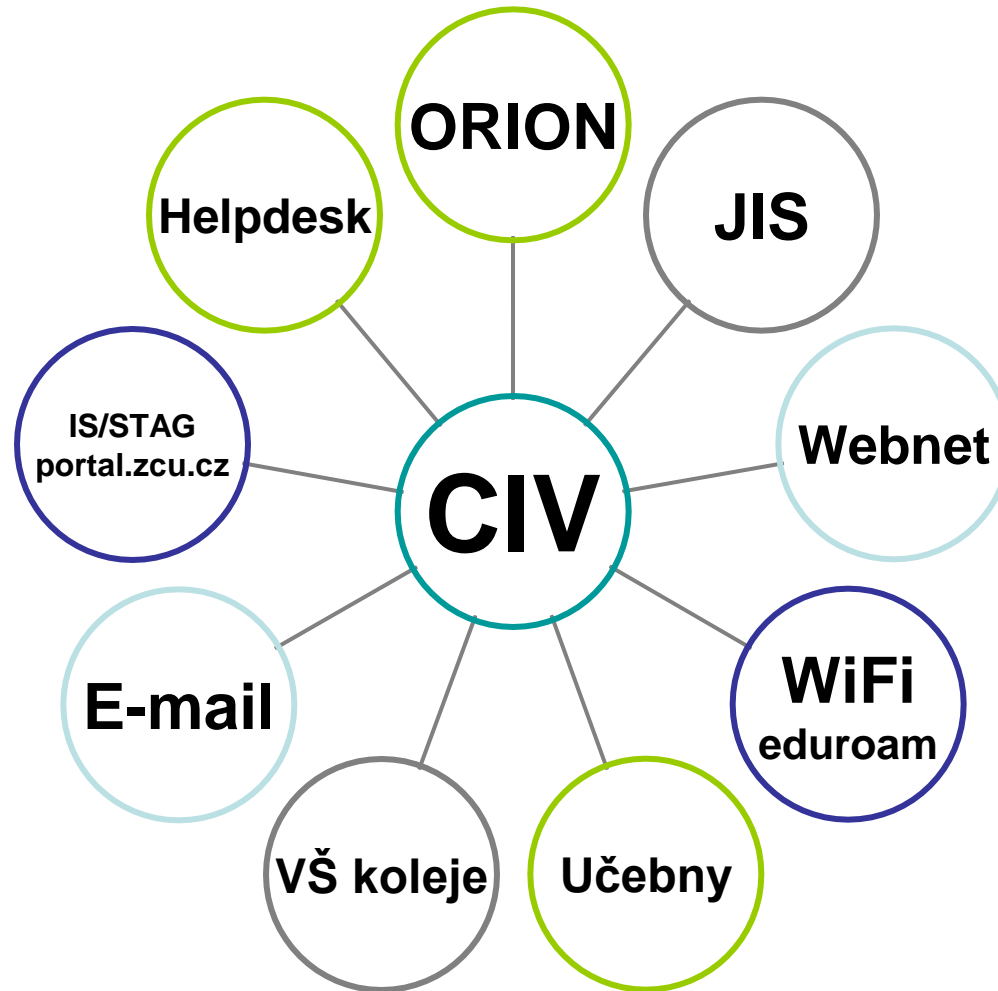 ORION
Helpdesk
JIS
IS/STAG
portal.zcu.cz
Webnet
CIV
E-mail
WiFi
eduroam
VŠ koleje
Učebny